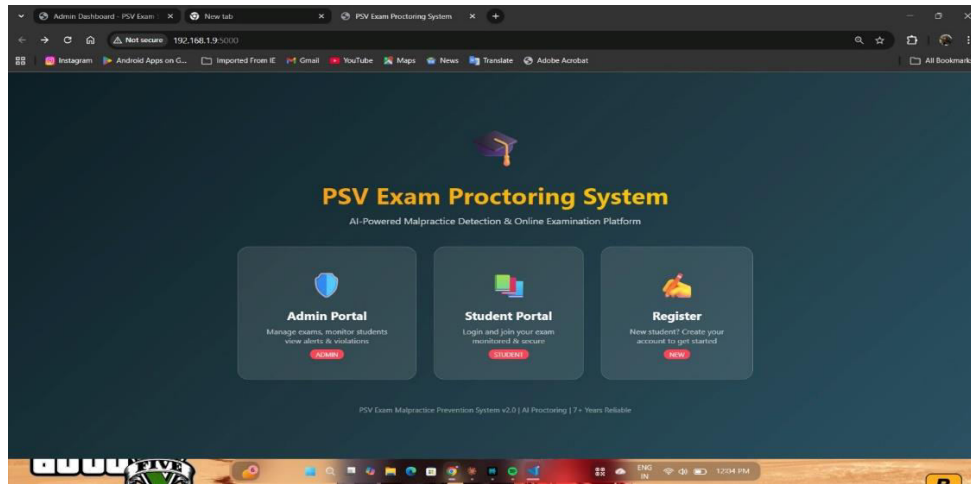 Admin Dashboard - PSV Exam
New tab
PSV Exam Proctoring System
Not secure 192.168.1.9:5000
Instagram Android Apps on G... Imported From IE Gmail YouTube Maps News Translate Adobe Acrobat All Bookmark
PSV Exam Proctoring System
AI-Powered Malpractice Detection & Online Examination Platform
Admin Portal
Manage exams, monitor students
view alerts & violations
ADMIN
Student Portal
Login and join your exam
monitored & secure
STUDENT
Register
New student? Create your
account to get started
NEW
PSV Exam Malpractice Prevention System v2.0 | AI Proctoring | 7+ Years Reliable
FIVE
ENG
IN
12:04 PM